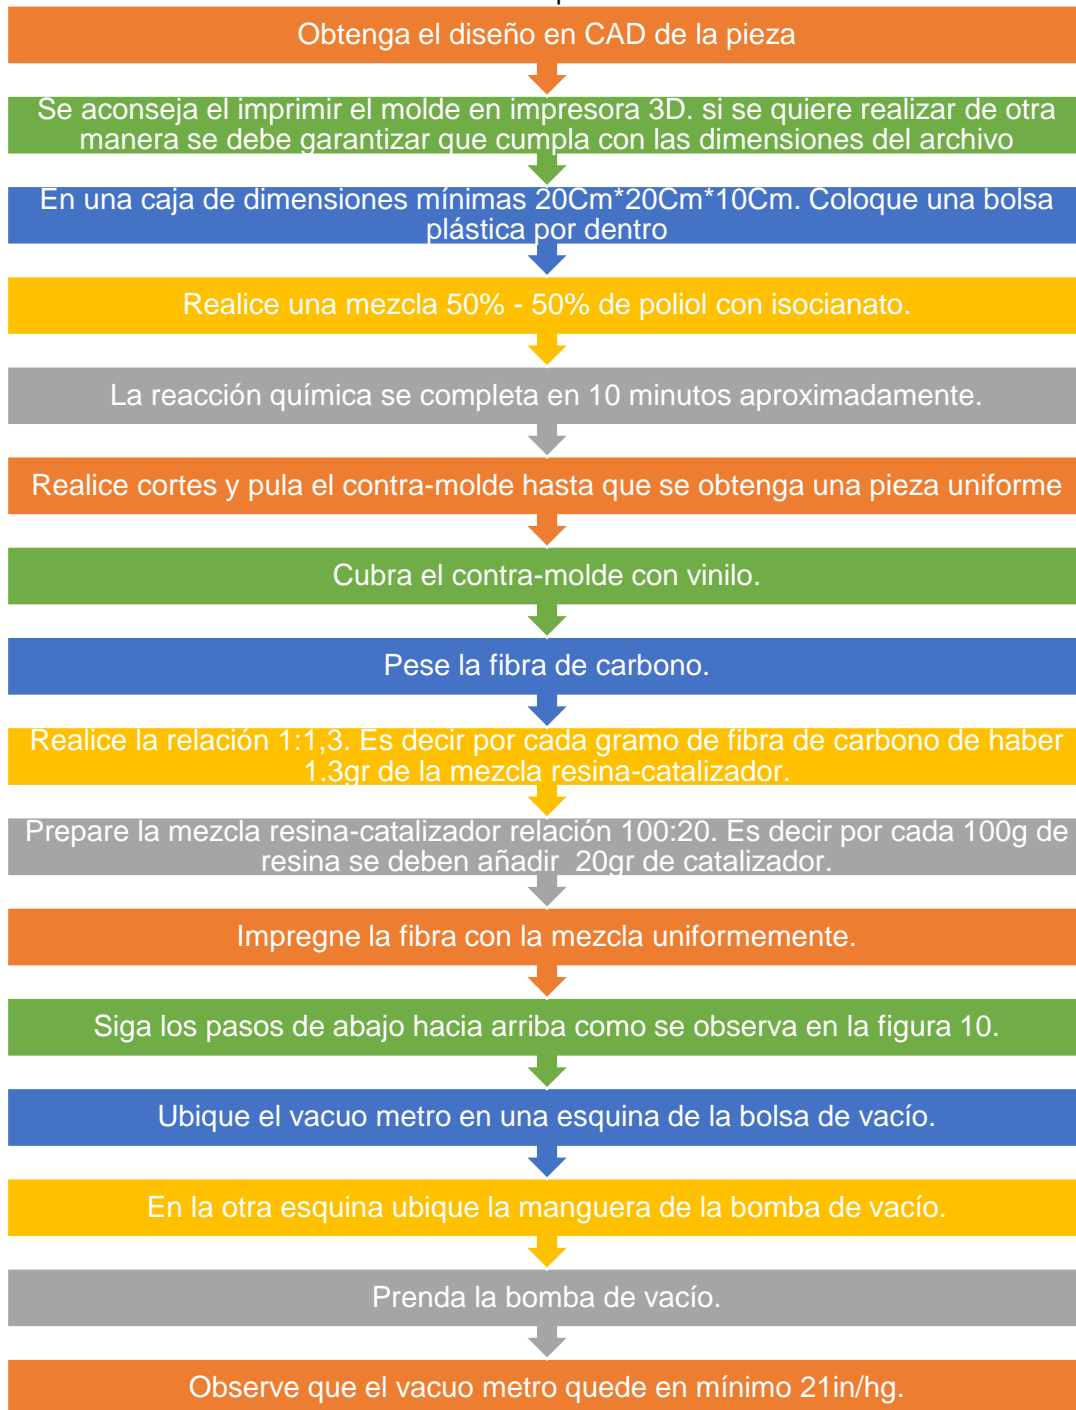 Obtenga el diseño en CAD de la pieza
Se aconseja el imprimir el molde en impresora 3D. si se quiere realizar de otra
manera se debe garantizar que cumpla con las dimensiones del archivo
En una caja de dimensiones mínimas 20Cm*20Cm*10Cm. Coloque una bolsa
plástica por dentro
Realice una mezcla 50% - 50% de poliol con isocianato.
La reacción química se completa en 10 minutos aproximadamente.
Realice cortes y pula el contra-molde hasta que se obtenga una pieza uniforme
Cubra el contra-molde con vinilo.
Pese la fibra de carbono.
Realice la relación 1:1,3. Es decir por cada gramo de fibra de carbono de haber
1.3gr de la mezcla resina-catalizador.
Prepare la mezcla resina-catalizador relación 100:20. Es decir por cada 100g de
resina se deben añadir  20gr de catalizador.
Impregne la fibra con la mezcla uniformemente.
Siga los pasos de abajo hacia arriba como se observa en la figura 10.
Ubique el vacuo metro en una esquina de la bolsa de vacío.
En la otra esquina ubique la manguera de la bomba de vacío.
Prenda la bomba de vacío.
Observe que el vacuo metro quede en mínimo 21in/hg.